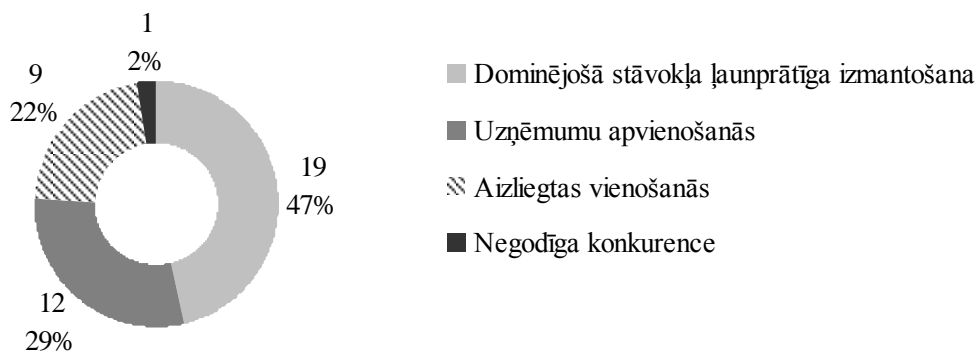 1
2%
9
22%
19
47%
12
29%
Dominējošā stāvokļa ļaunprātīga izmantošana
Uzņēmumu apvienošanās
Aizliegtas vienošanās
Negodīga konkurence